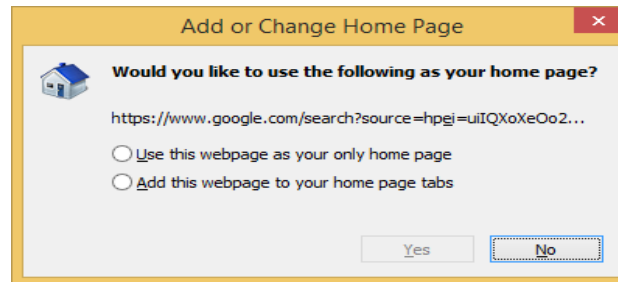 Add or Change Home Page
Would you like to use the following as your home page?
https://www.google.com/search?source=hpei=uiIQXoXeOo2...
Use this webpage as your only home page
Add this webpage to your home page tabs
Yes No